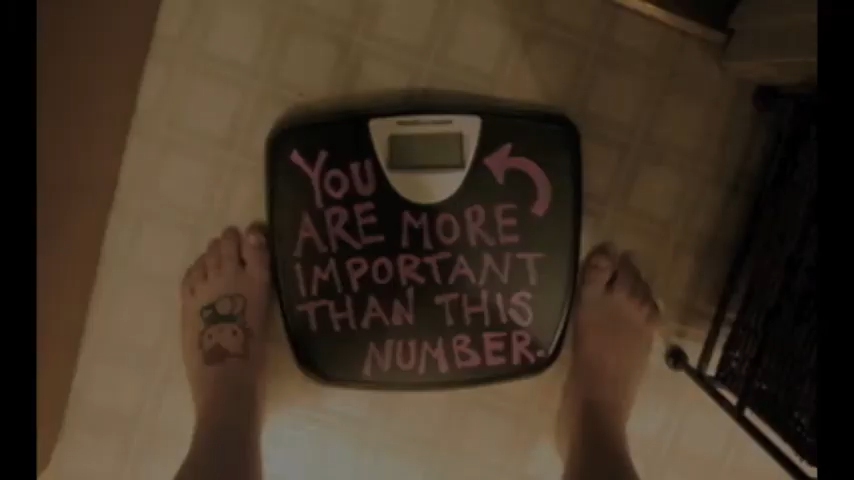 YOU
ARE MORE
IMPORTANT
THAN THIS
NUMBER.